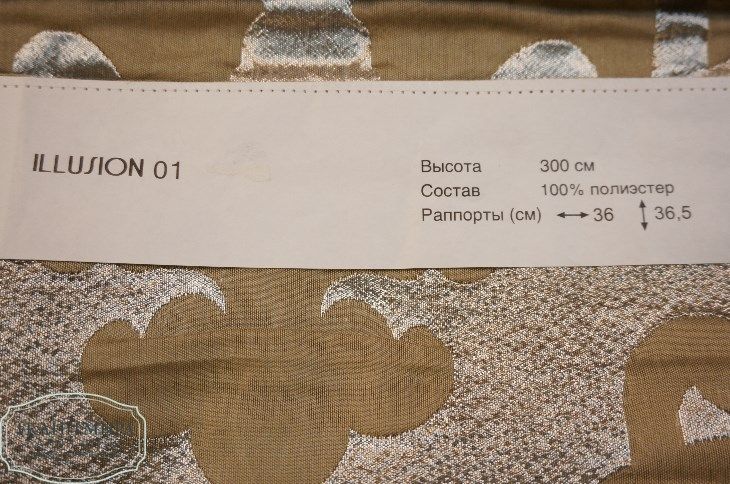 ILLUSION 01
Высота 300 см
Состав 100% полиэстер
Раппорты (см) ↔ 36 ↕ 36,5